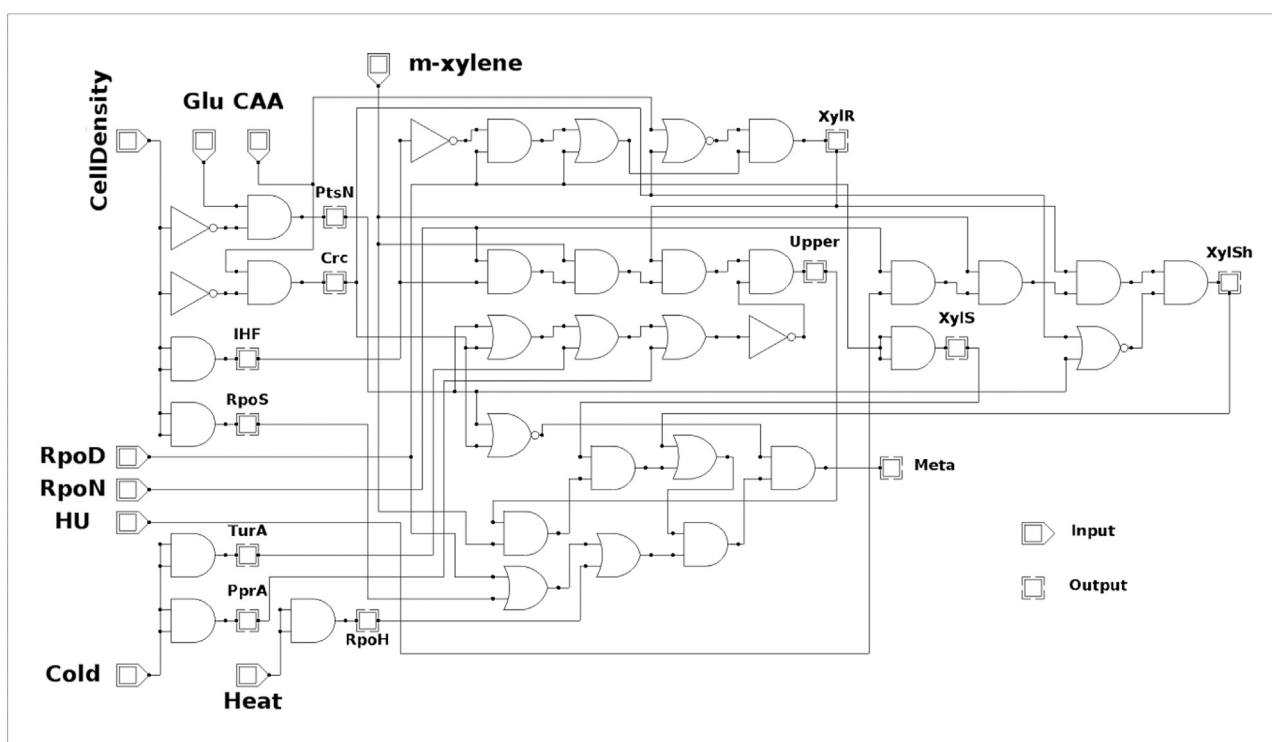 m-xylene
Glu CAA
CellDensity
XylR
PtsN
Upper
Crc
XylSh
XylS
IHF
RpoS
RpoD
Meta
RpoN
HU
TurA
Input
PprA
Output
RpoH
Cold
Heat